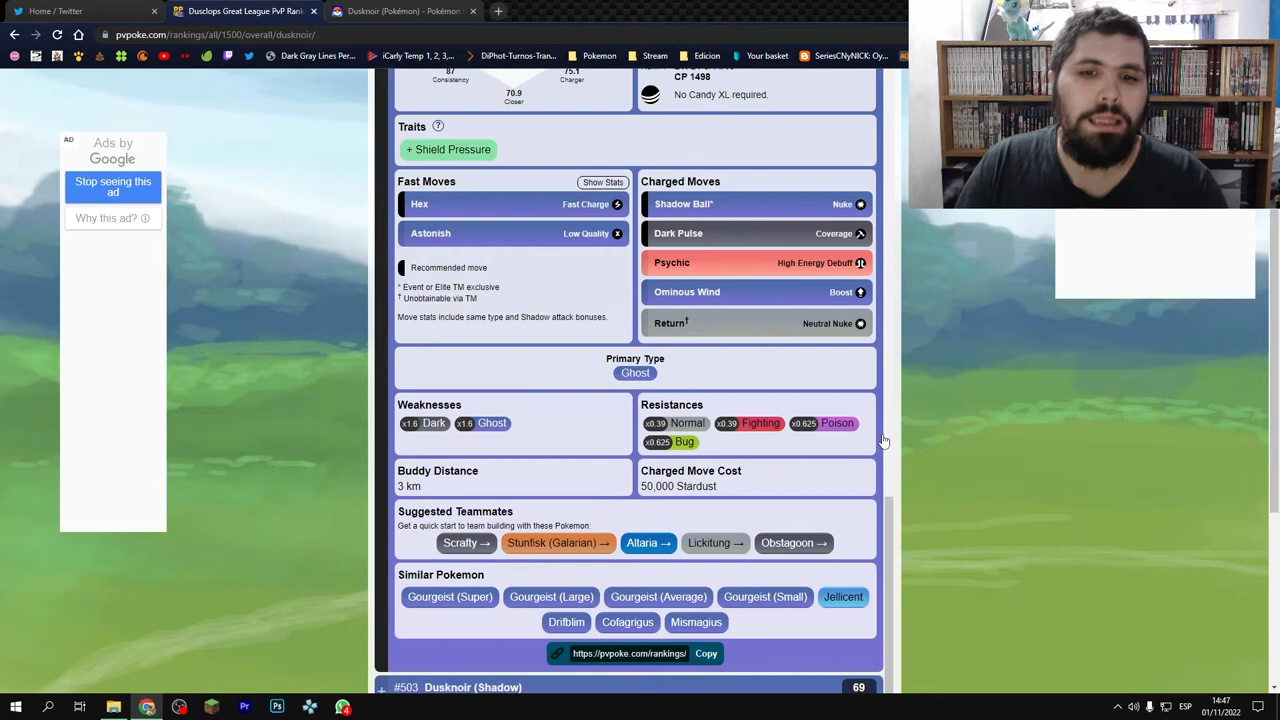 Home / Twitter
Dusclops Great League PvP Rank
Dusknoir (Pokémon) - Pokémon
pvpoke.com/rankings/all/1500/overall/dusknoir/
Dark Gray Lines Per...
iCarly Temp 1, 2, 3,...
DiPhot-Turnos-Tran...
Pokemon
Stream
Edicion
Your basket
SeriesCNyNICK: Oy...
87
Consistency
75.1
Charger
70.9
Closer
CP 1498
No Candy XL required.
Traits ?
+ Shield Pressure
Fast Moves
Show Stats
Hex Fast Charge
Astonish Low Quality
Recommended move
* Event or Elite TM exclusive
† Unobtainable via TM
Move stats include same type and Shadow attack bonuses.
Charged Moves
Shadow Ball* Nuke
Dark Pulse Coverage
Psychic High Energy Debuff
Ominous Wind Boost
Return† Neutral Nuke
Primary Type
Ghost
Weaknesses
x1.6 Dark x1.6 Ghost
Resistances
x0.39 Normal x0.39 Fighting x0.625 Poison
x0.625 Bug
Buddy Distance
3 km
Charged Move Cost
50,000 Stardust
Suggested Teammates
Get a quick start to team building with these Pokemon:
Scrafty → Stunfisk (Galarian) → Altaria → Lickitung → Obstagoon →
Similar Pokemon
Gourgeist (Super) Gourgeist (Large) Gourgeist (Average) Gourgeist (Small) Jellicent
Drifblim Cofagrigus Mismagius
https://pvpoke.com/rankings/ Copy
#503 Dusknoir (Shadow) 69
AD
Ads by
Google
Stop seeing this
ad
Why this ad?
4
ESP
14:47
01/11/2022